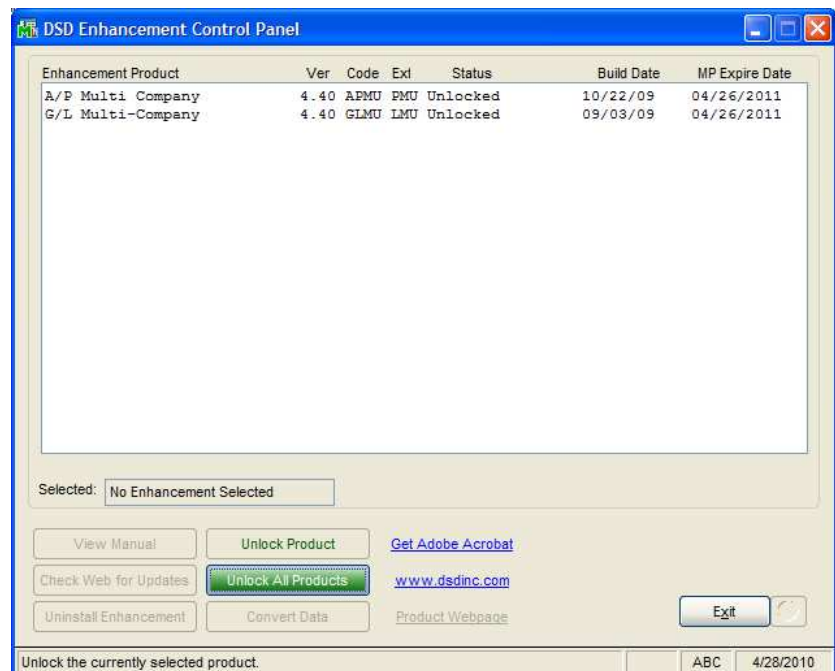 DSD Enhancement Control Panel
Enhancement Product Ver Code Ext Status Build Date MP Expire Date
A/P Multi Company 4.40 APMU PMU Unlocked 10/22/09 04/26/2011
G/L Multi-Company 4.40 GLMU LMU Unlocked 09/03/09 04/26/2011
Selected: No Enhancement Selected
View Manual Unlock Product Get Adobe Acrobat
Check Web for Updates Unlock All Products www.dsdinc.com
Uninstall Enhancement Convert Data Product Webpage Exit
Unlock the currently selected product. ABC 4/28/2010